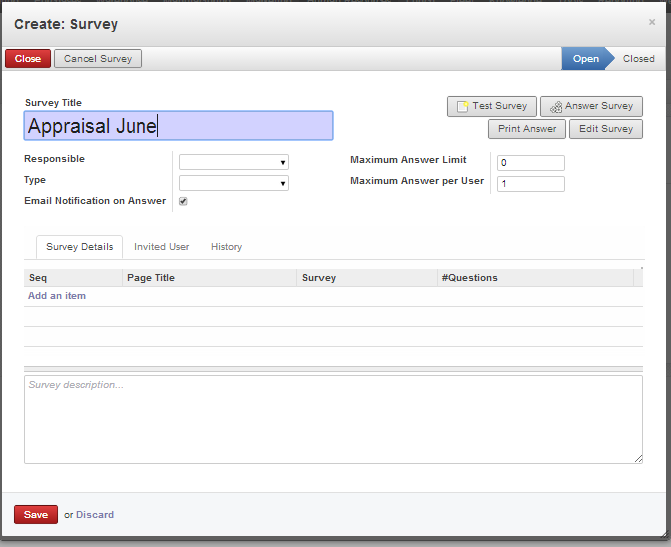 Create: Survey ×
Close Cancel Survey Open Closed
Survey Title
Appraisal June
Test Survey Answer Survey
Print Answer Edit Survey
Responsible Maximum Answer Limit 0
Type Maximum Answer per User 1
Email Notification on Answer
Survey Details Invited User History
Seq Page Title Survey #Questions
Add an item
Survey description...
Save or Discard